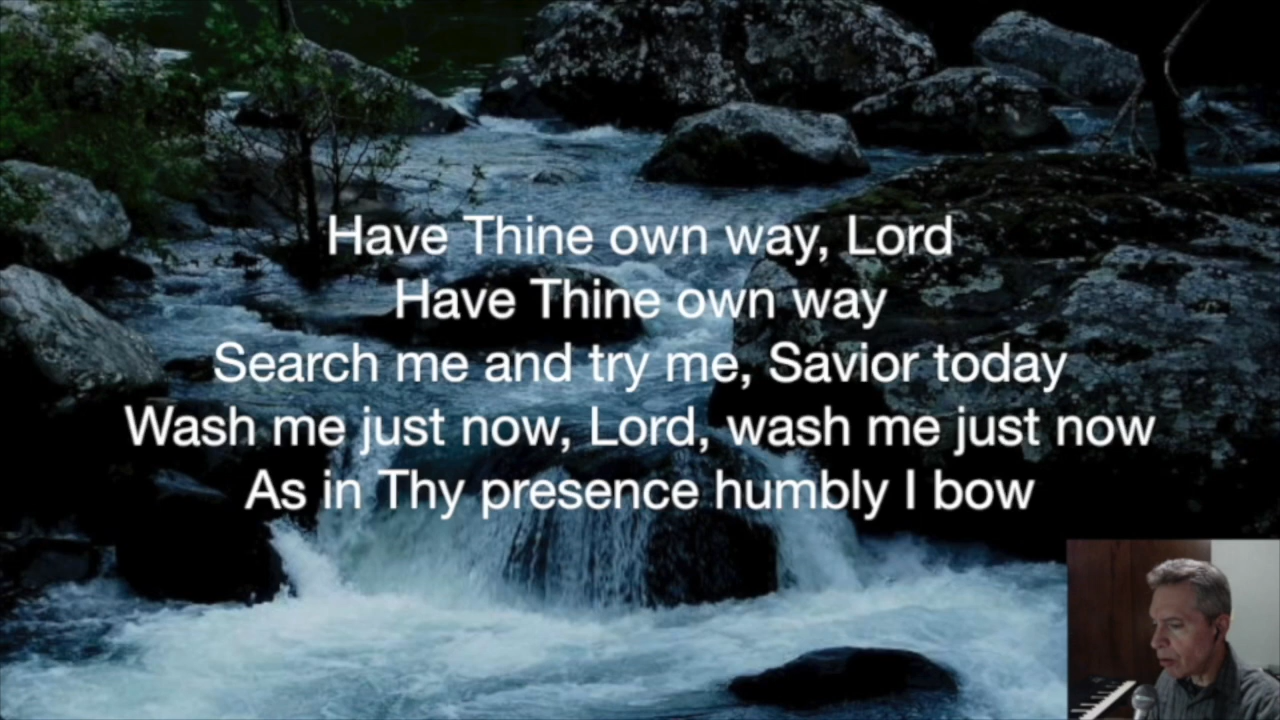 Have Thine own way, Lord
Have Thine own way
Search me and try me, Savior today
Wash me just now, Lord, wash me just now
As in Thy presence humbly I bow